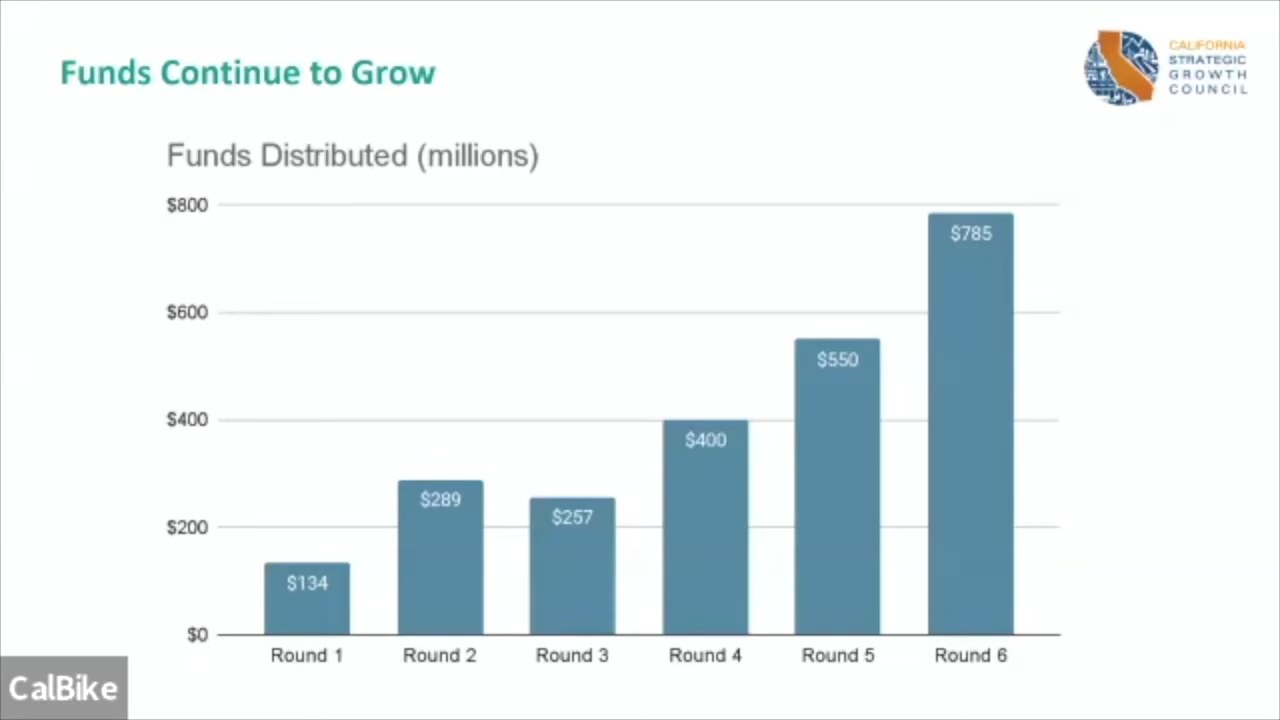 Funds Continue to Grow
CALIFORNIA
STRATEGIC
GROWTH
COUNCIL
Funds Distributed (millions)
$800
$600
$400
$200
$0
$134
$289
$257
$400
$550
$785
Round 1
Round 2
Round 3
Round 4
Round 5
Round 6
CalBike